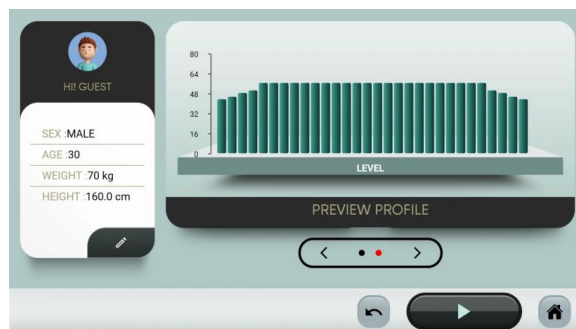 HI! GUEST
SEX :MALE
AGE :30
WEIGHT :70 kg
HEIGHT :160.0 cm
80
64
48
32
16
0
LEVEL
PREVIEW PROFILE